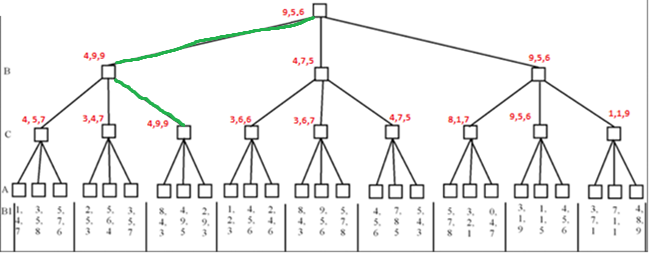 9,5,6
B
4,9,9
4,7,5
9,5,6
C
4, 5,7
3,4,7
4,9,9
3,6,6
3,6,7
4,7,5
8,1,7
9,5,6
1,1,9
A
B1 1, 3, 5, 2, 5, 3, 8, 4, 2, 1, 4, 2, 8, 9, 5, 4, 7, 5, 5, 3, 0, 3, 1, 4, 3, 7, 4,
4, 5, 7, 5, 6, 5, 4, 9, 9, 2, 5, 4, 4, 5, 7, 5, 8, 4, 7, 2, 4, 1, 1, 5, 7, 1, 8,
7 8 6 3 4 7 3 5 3 3 6 6 3 6 8 6 5 3 8 1 7 9 5 6 1 1 9